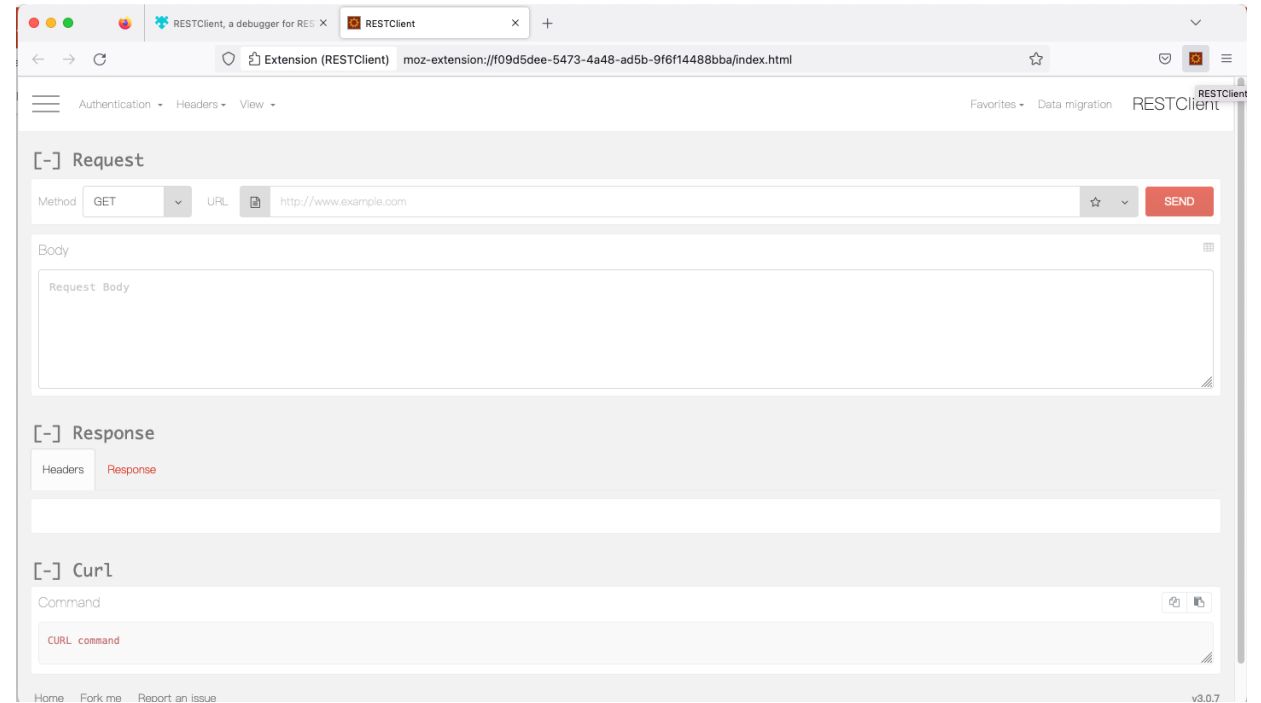 RESTClient, a debugger for RES
RESTClient
Extension (RESTClient) moz-extension://f09d5dee-5473-4a48-ad5b-9f6f14488bba/index.html
RESTClient
Authentication Headers View Favorites Data migration RESTClient
[-] Request
Method GET URL http://www.example.com SEND
Body
Request Body
[-] Response
Headers Response
[-] Curl
Command
CURL command
Home Fork me Report an issue v3.0.7